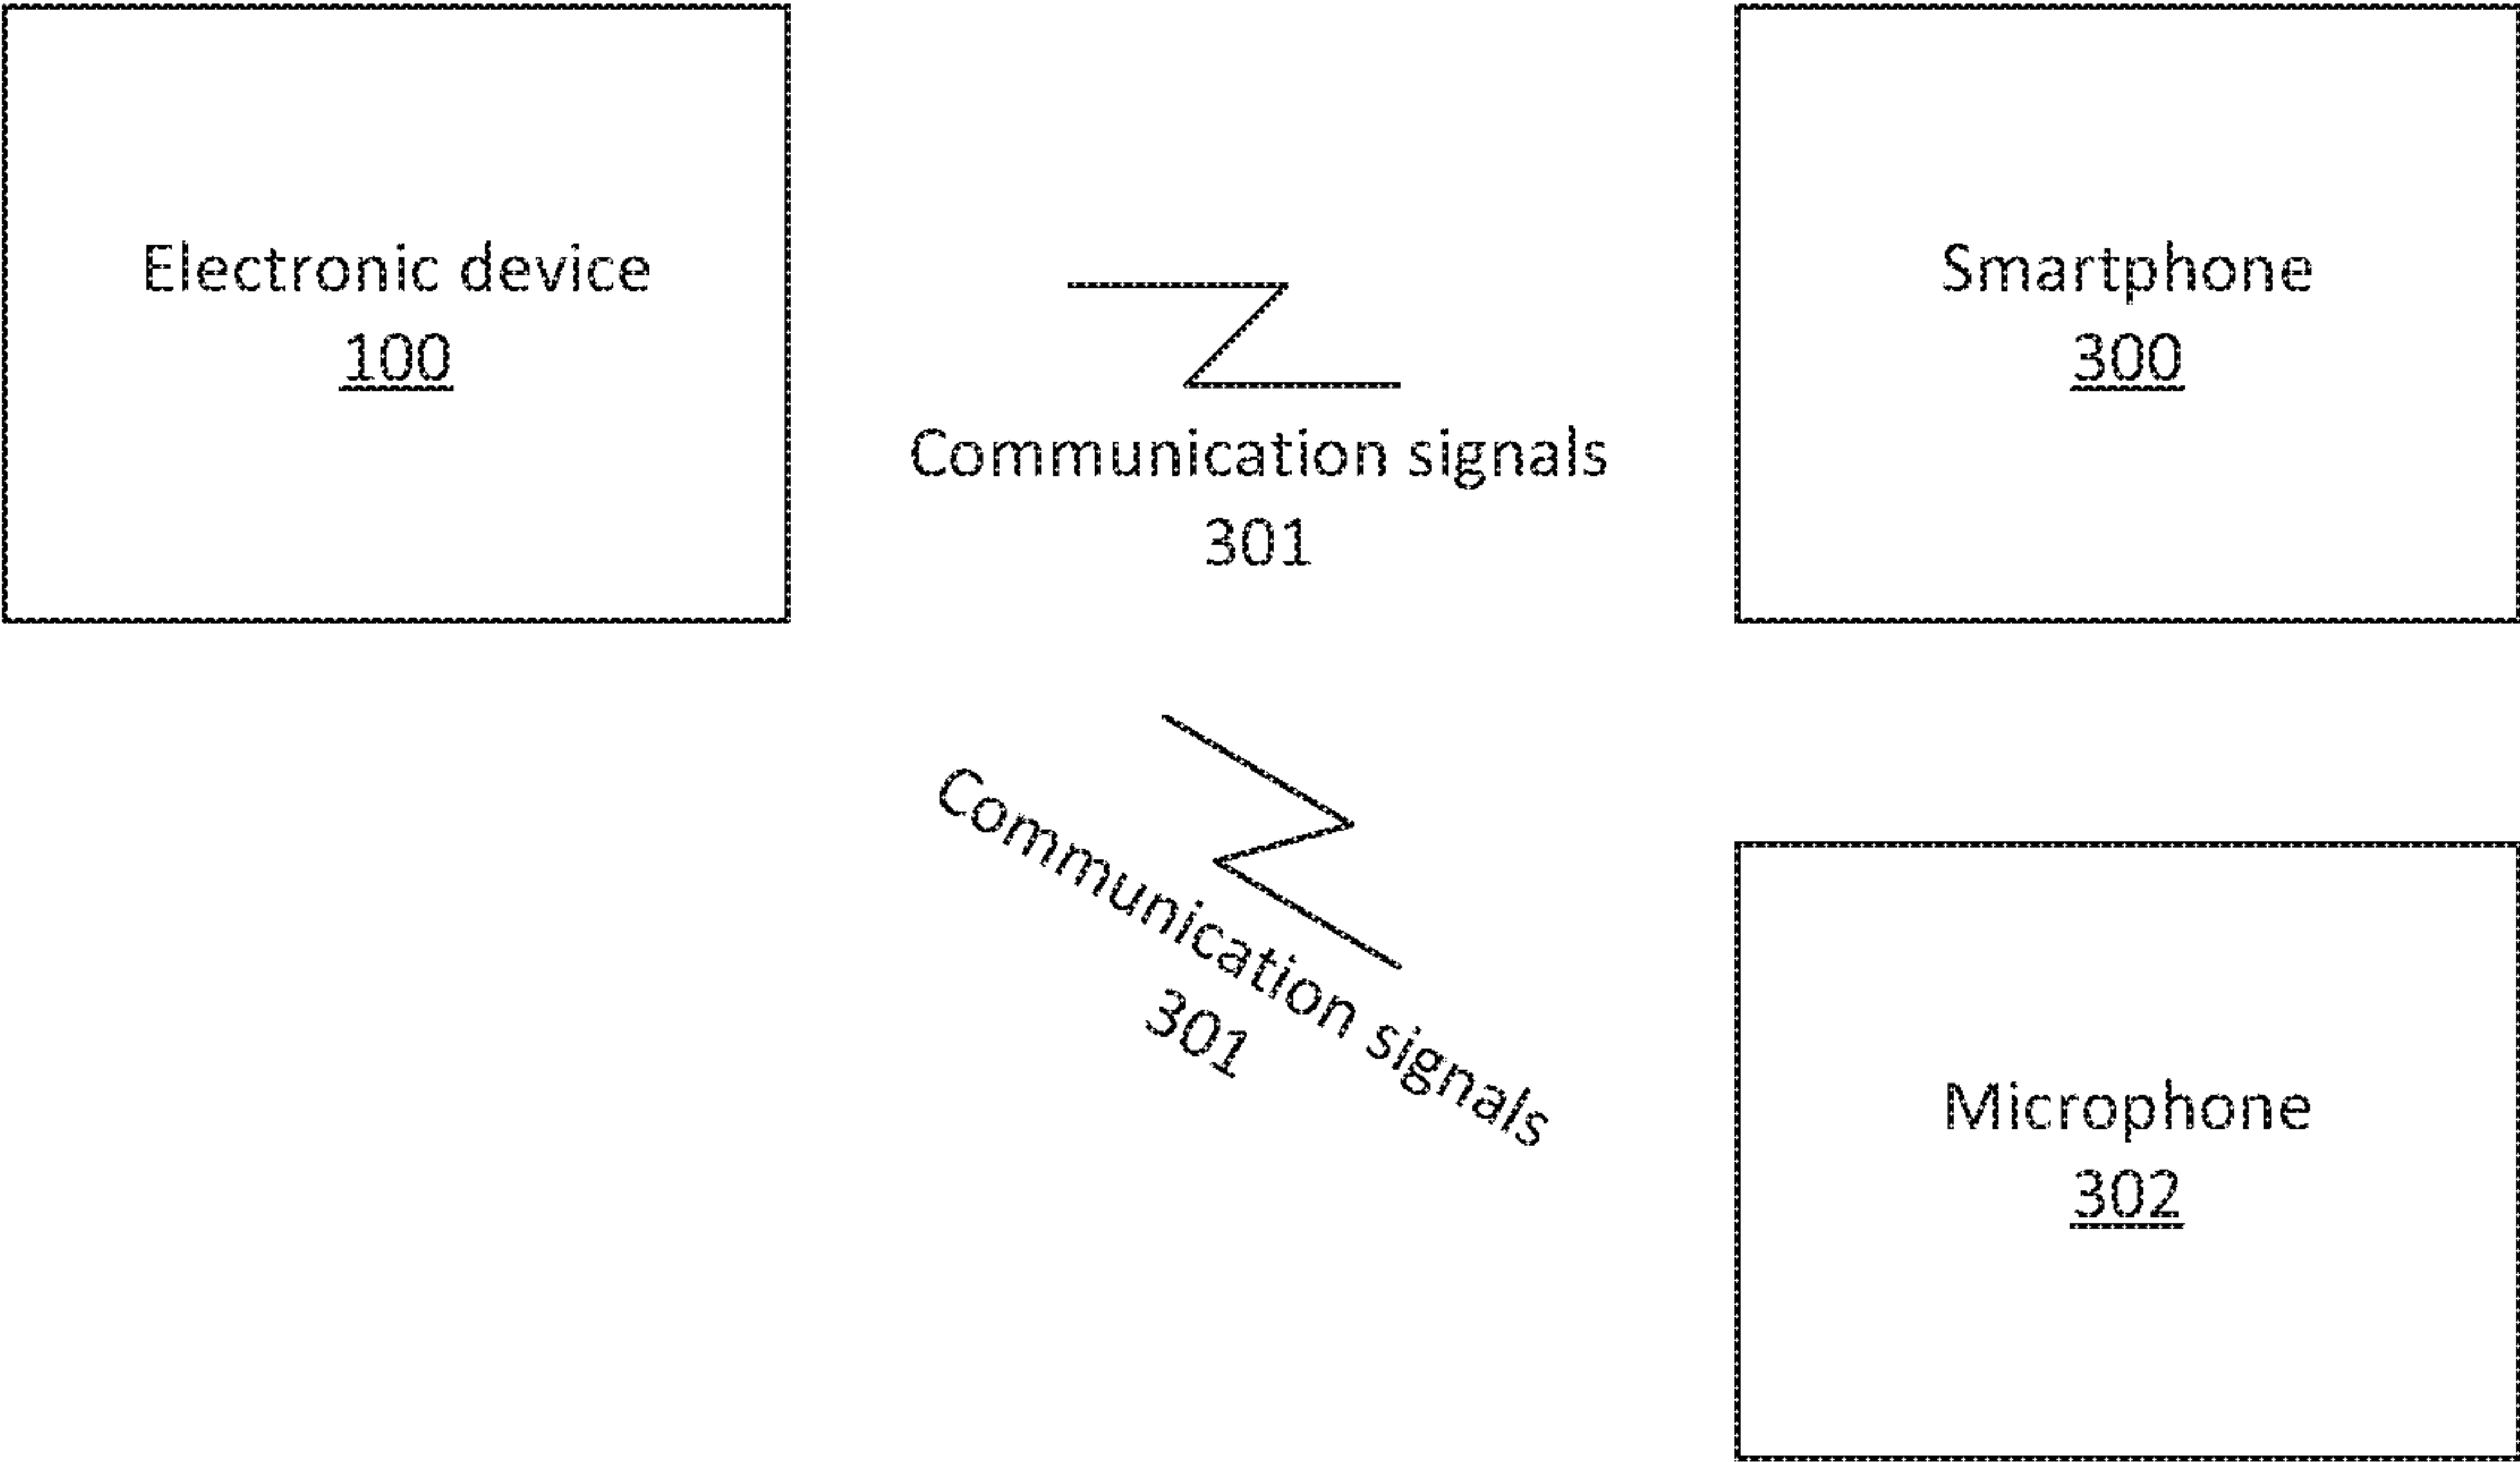 Electronic device
100
Communication signals
301
Smartphone
300
Communication signals
301
Microphone
302